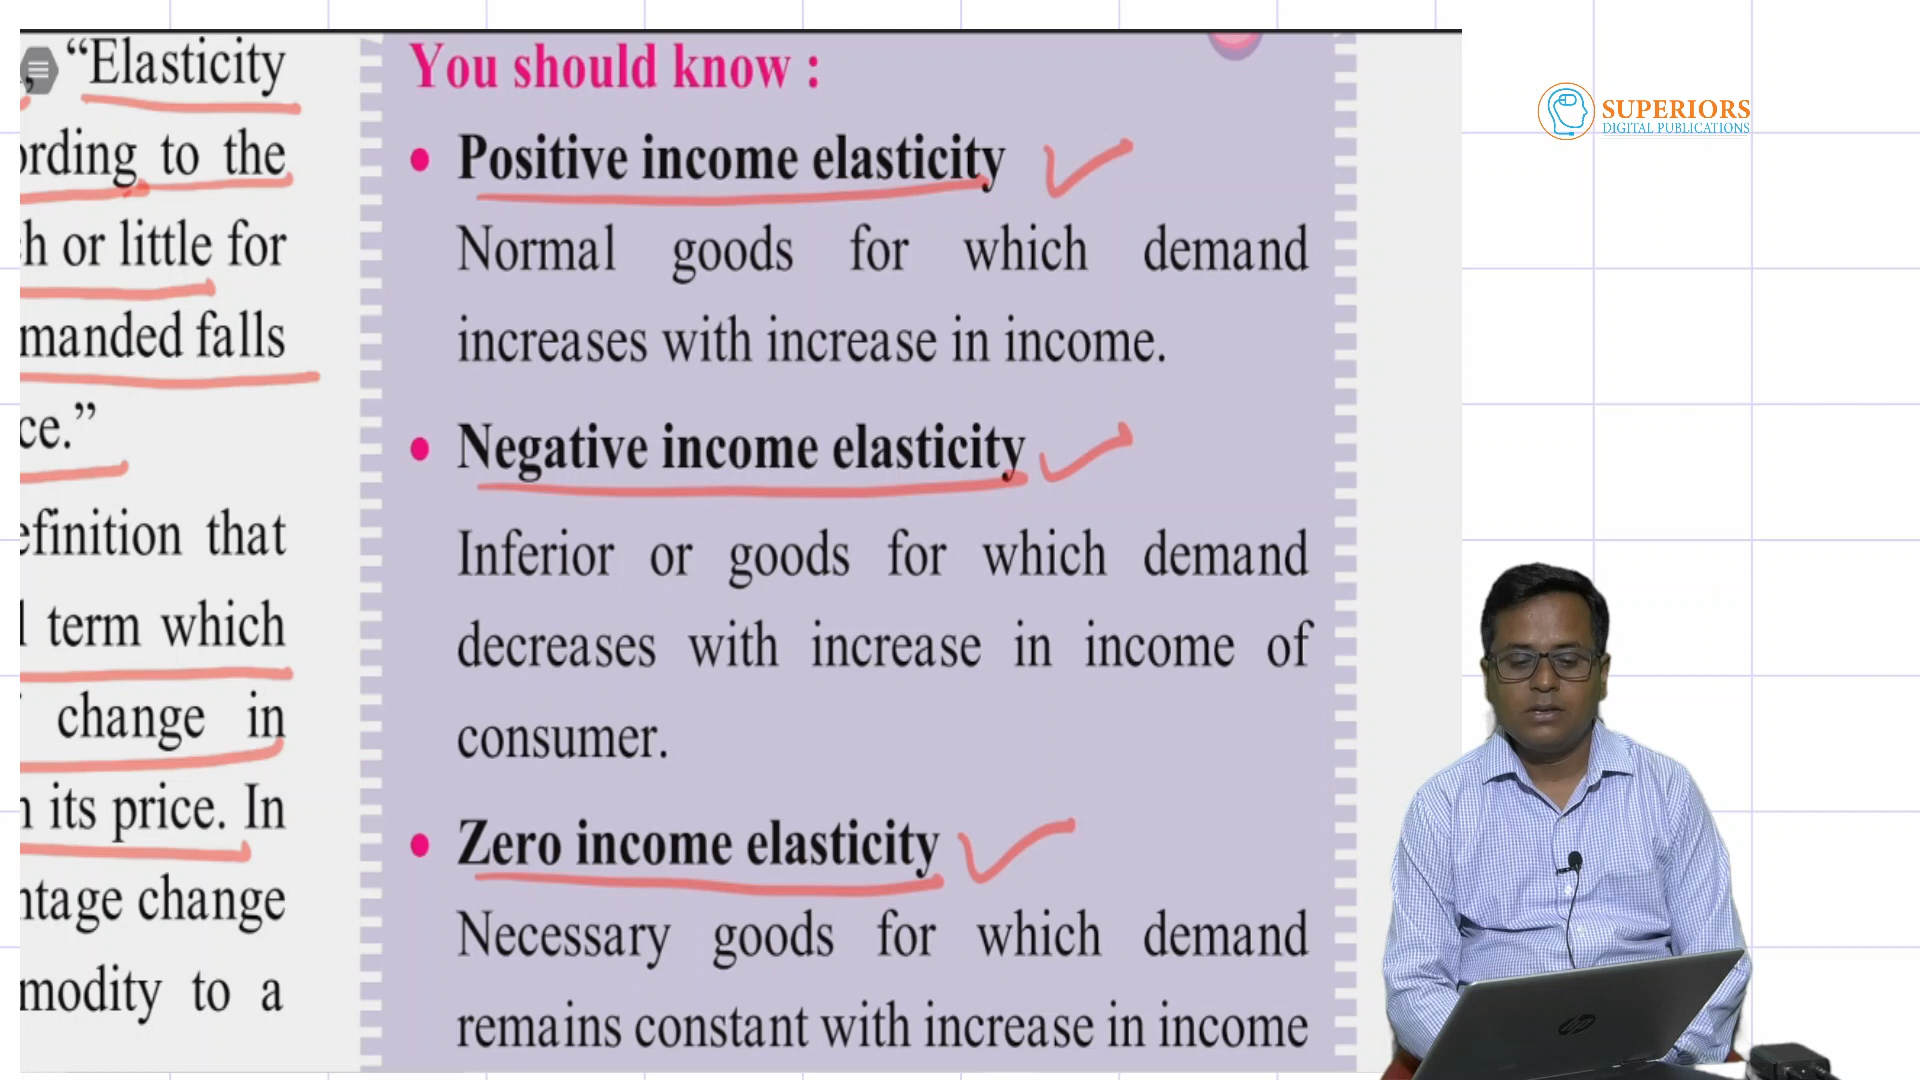 “Elasticity
ording to the
h or little for
manded falls
ce.”
efinition that
l term which
change in
n its price. In
ntage change
modity to a
You should know :
• Positive income elasticity
Normal goods for which demand
increases with increase in income.
• Negative income elasticity
Inferior or goods for which demand
decreases with increase in income of
consumer.
• Zero income elasticity
Necessary goods for which demand
remains constant with increase in income
SUPERIORS
DIGITAL PUBLICATIONS
hp